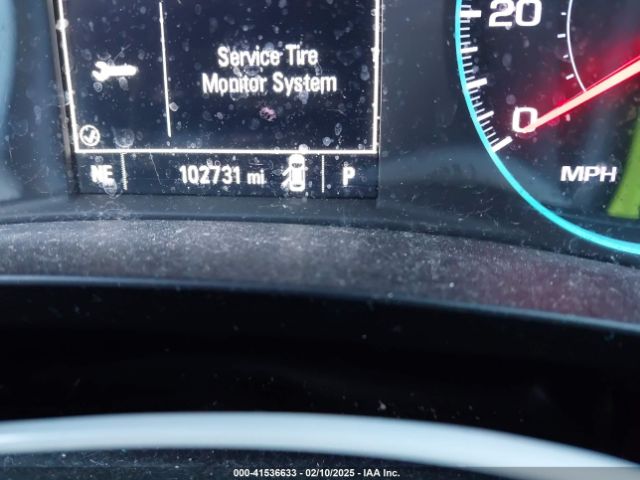 Service Tire
Monitor System
20
0
MPH
NE 102731 mi P
000-41536633 - 02/10/2025 - IAA Inc.